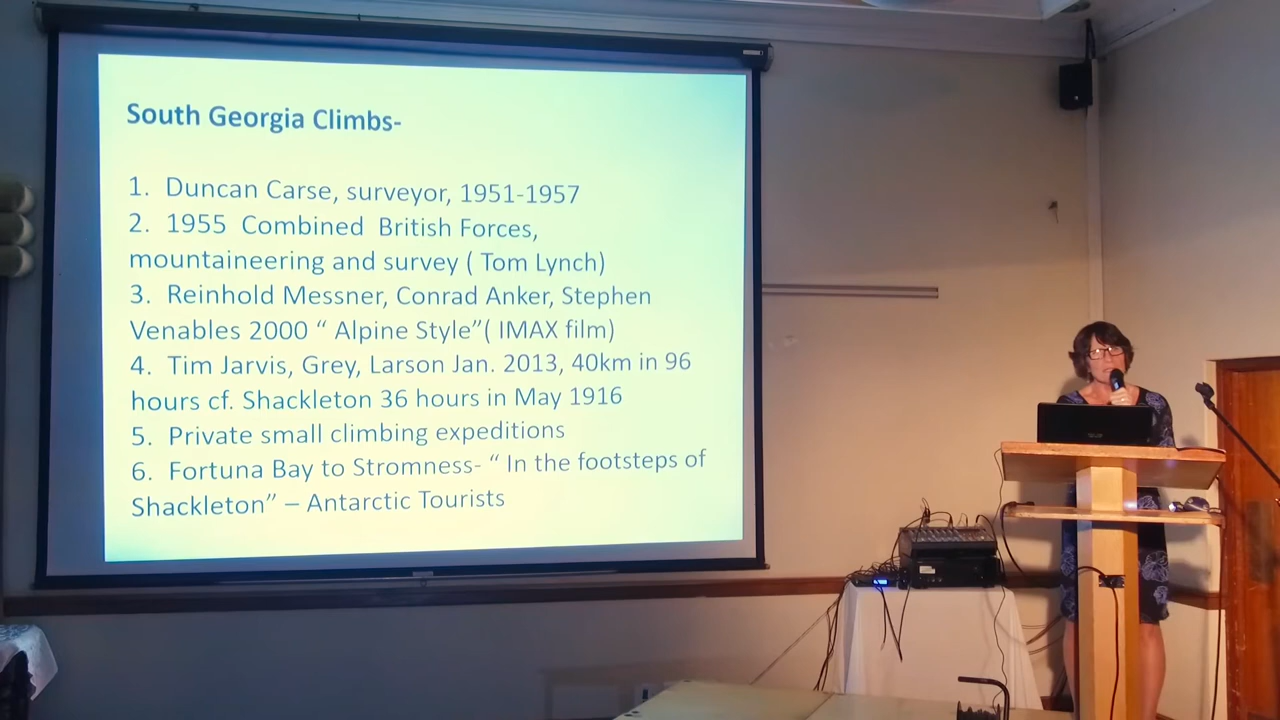 South Georgia Climbs-
1. Duncan Carse, surveyor, 1951-1957
2. 1955 Combined British Forces,
mountaineering and survey ( Tom Lynch)
3. Reinhold Messner, Conrad Anker, Stephen
Venables 2000 “ Alpine Style”( IMAX film)
4. Tim Jarvis, Grey, Larson Jan. 2013, 40km in 96
hours cf. Shackleton 36 hours in May 1916
5. Private small climbing expeditions
6. Fortuna Bay to Stromness- “ In the footsteps of
Shackleton” – Antarctic Tourists